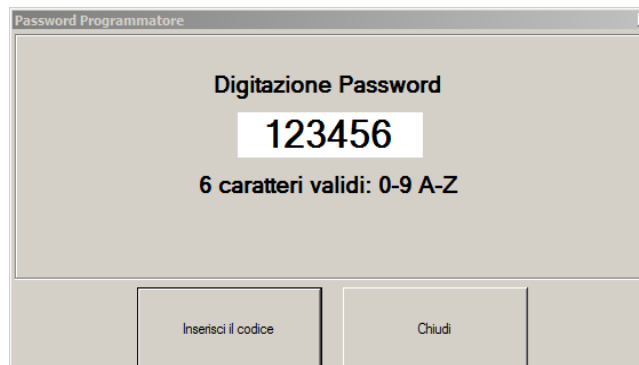 Password Programmatore
Digitazione Password
123456
6 caratteri validi: 0-9 A-Z
Inserisci il codice
Chiudi